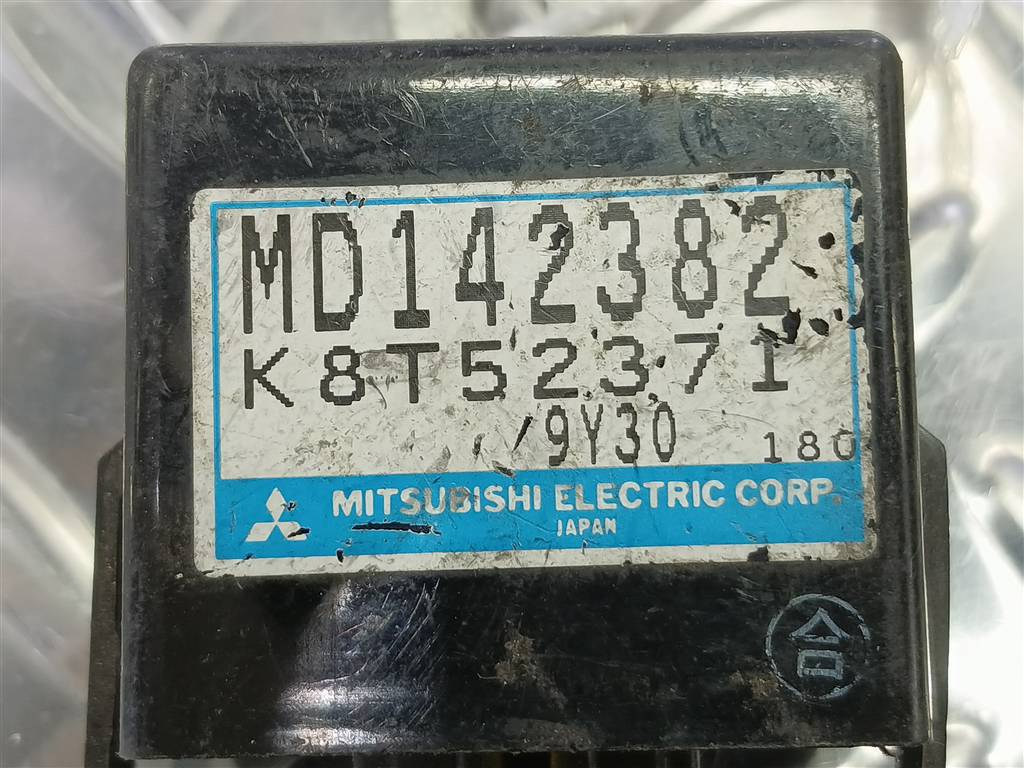 MD142382
K8T52371
9Y30 180
MITSUBISHI ELECTRIC CORP.
JAPAN
合